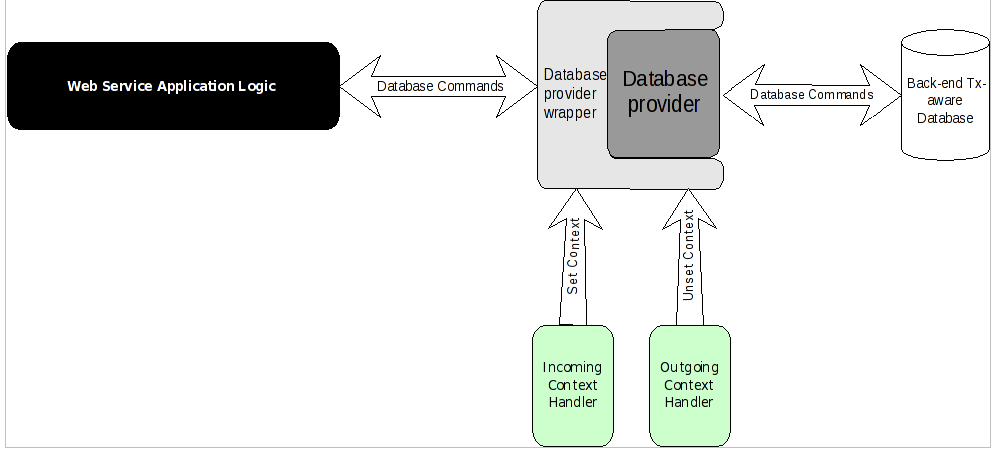 Web Service Application Logic
Database Commands
Database
provider
wrapper
Database
provider
Database Commands
Back-end Tx-
aware
Database
Set Context
Unset Context
Incoming
Context
Handler
Outgoing
Context
Handler